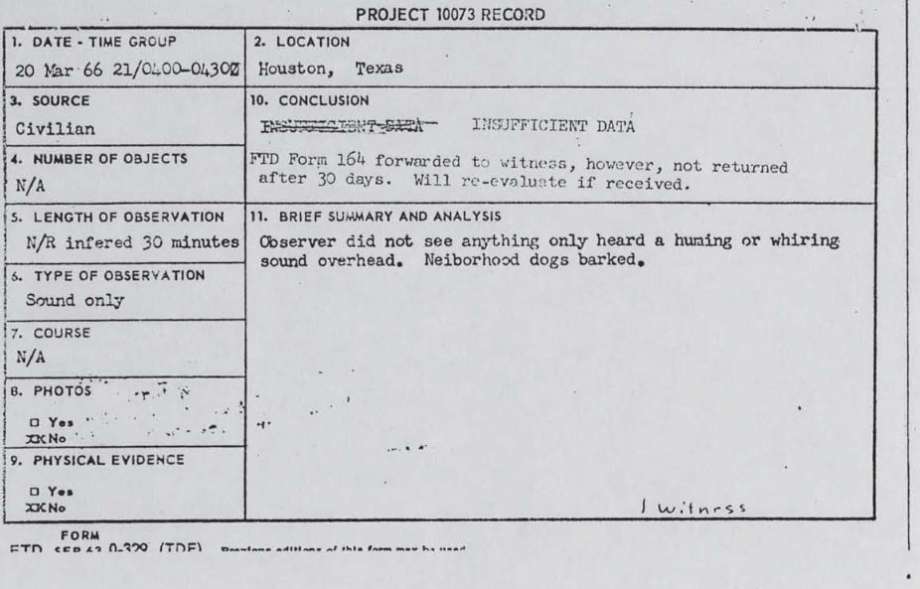 PROJECT 10073 RECORD
1. DATE - TIME GROUP
20 Mar 66 21/0400-0430Z
2. LOCATION
Houston, Texas
3. SOURCE
Civilian
10. CONCLUSION
INSUFFICIENT DATA INSUFFICIENT DATA
FTD Form 164 forwarded to witness, however, not returned
after 30 days. Will re-evaluate if received.
4. NUMBER OF OBJECTS
N/A
5. LENGTH OF OBSERVATION
N/R infered 30 minutes
11. BRIEF SUMMARY AND ANALYSIS
Observer did not see anything only heard a huming or whiring
sound overhead. Neiborhood dogs barked.
6. TYPE OF OBSERVATION
Sound only
7. COURSE
N/A
8. PHOTOS
□ Yes
XX No
9. PHYSICAL EVIDENCE
□ Yes
XX No
1 witness
FORM
FTD SEP 63 0-329 (TDE) Previous editions of this form may be used